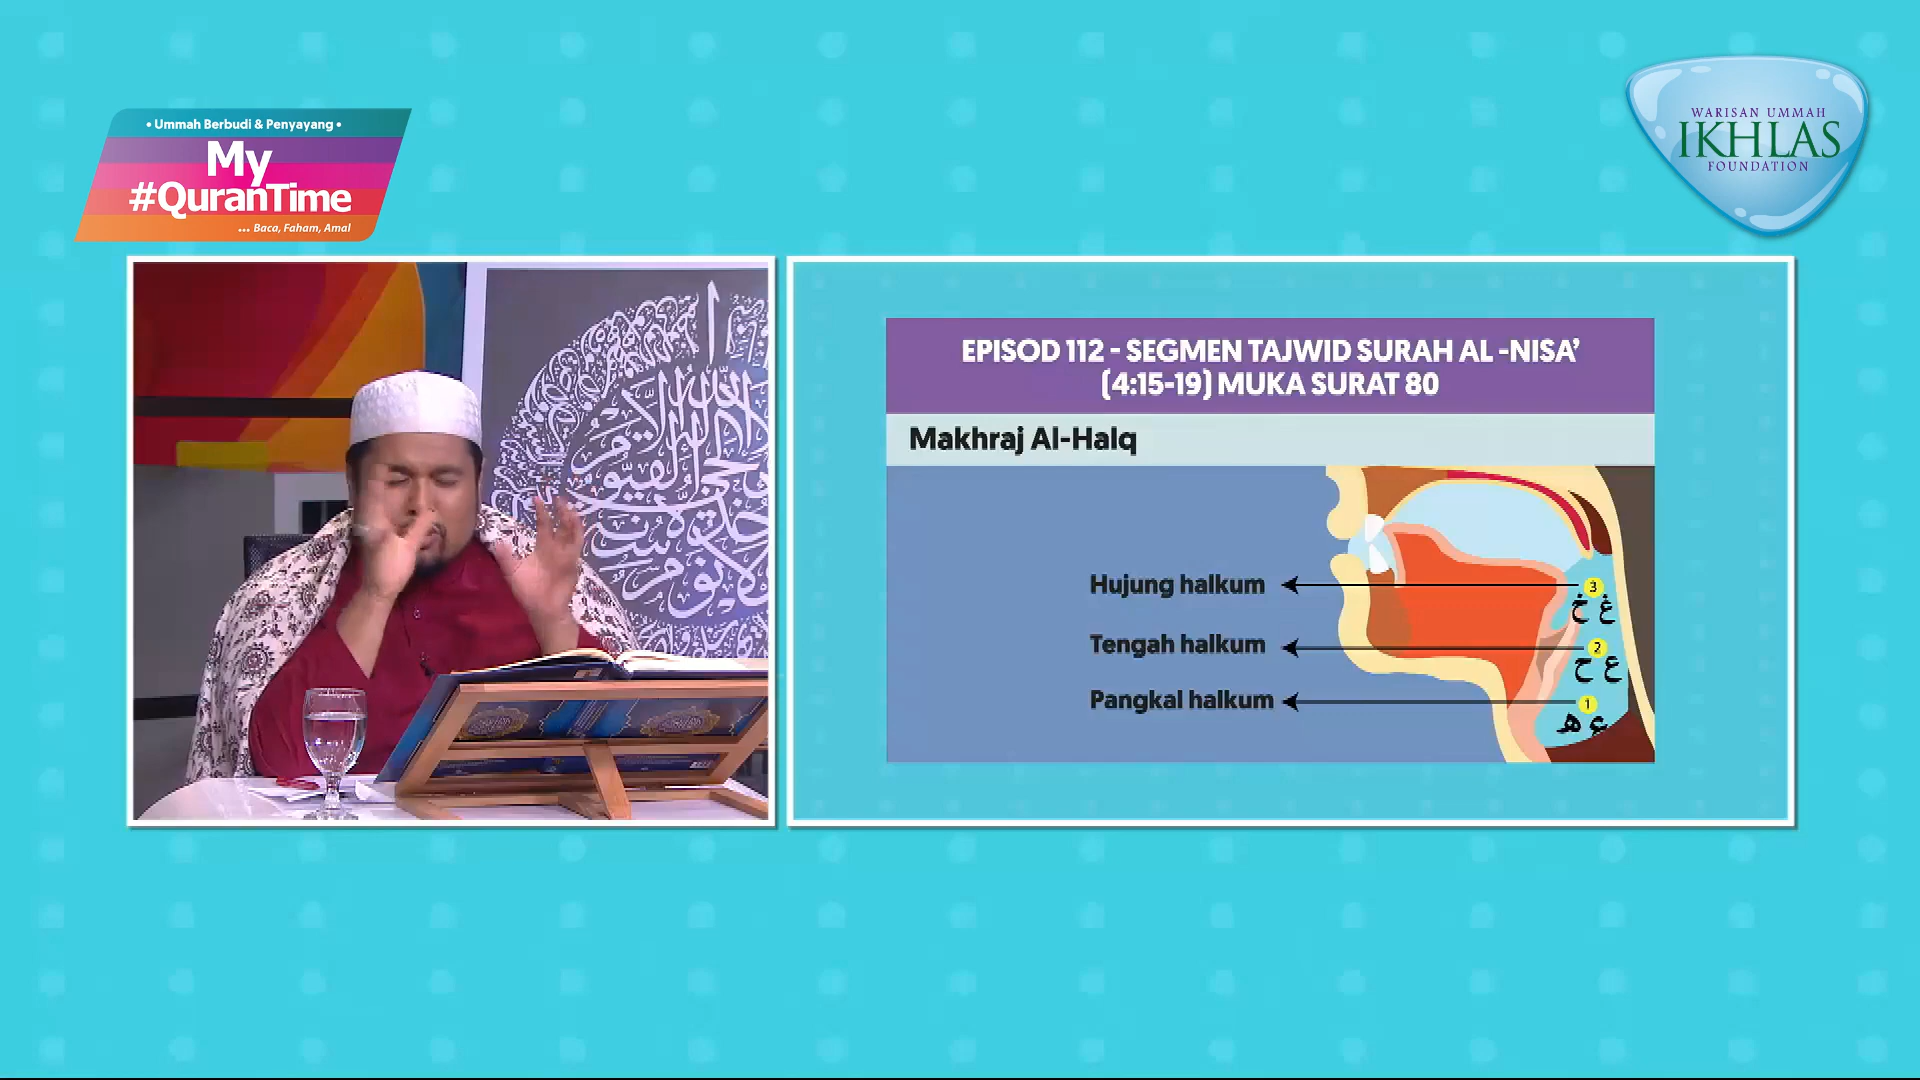 • Ummah Berbudi & Penyayang •
My
#QuranTime
... Baca, Faham, Amal
WARISAN UMMAH
IKHLAS
FOUNDATION
EPISOD 112 - SEGMEN TAJWID SURAH AL -NISA’
(4:15-19) MUKA SURAT 80
Makhraj Al-Halq
Hujung halkum
3
غ خ
Tengah halkum
2
ع ح
Pangkal halkum
1
ء ه